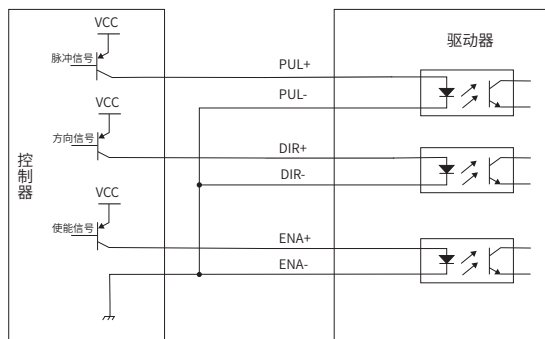 VCC
驱动器
脉冲信号
PUL+
PUL-
VCC
方向信号
DIR+
DIR-
控制器
VCC
使能信号
ENA+
ENA-